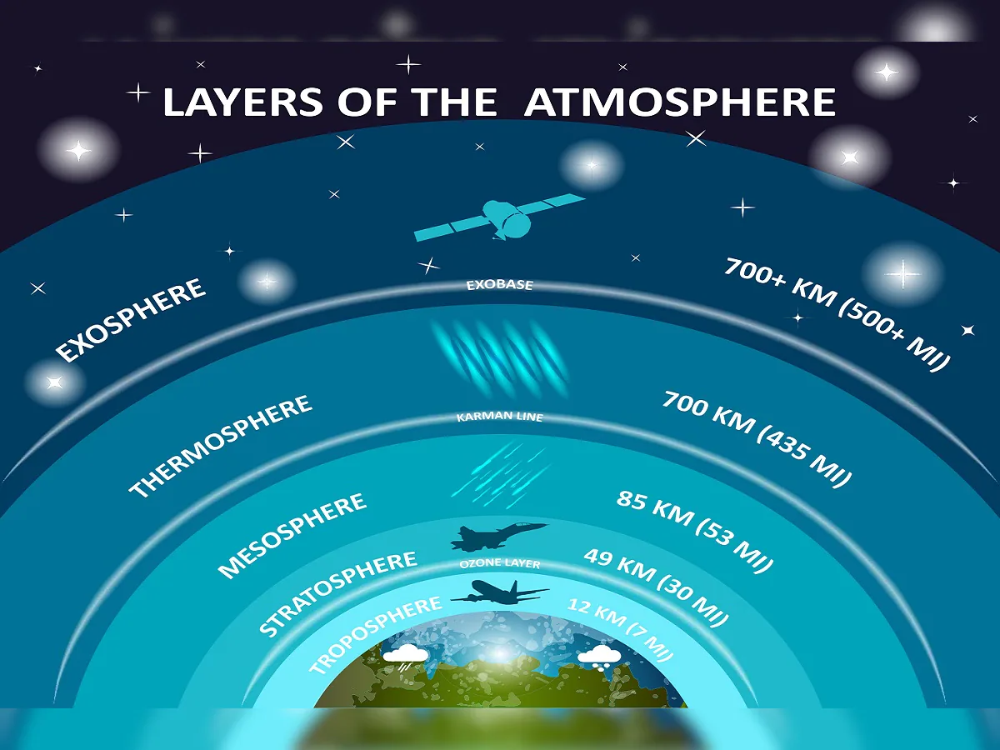 LAYERS OF THE ATMOSPHERE
EXOSPHERE
700+ KM (500+ MI)
EXOBASE
THERMOSPHERE
700 KM (435 MI)
KARMAN LINE
MESOSPHERE
85 KM (53 MI)
STRATOSPHERE
49 KM (30 MI)
OZONE LAYER
TROPOSPHERE
12 KM (7 MI)